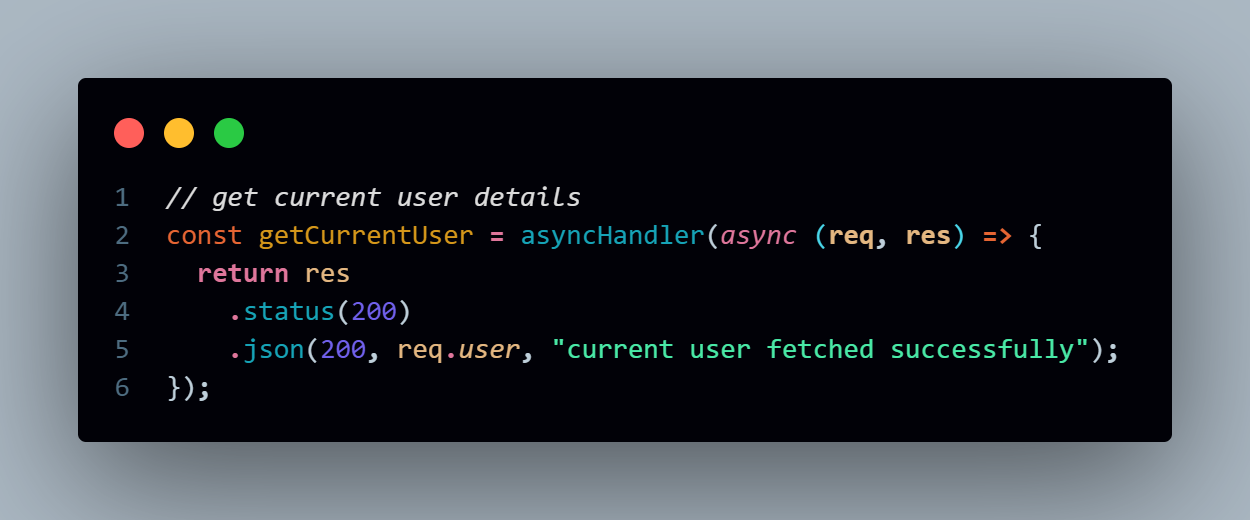 1 // get current user details
2 const getCurrentUser = asyncHandler(async (req, res) => {
3   return res
4     .status(200)
5     .json(200, req.user, "current user fetched successfully");
6 });